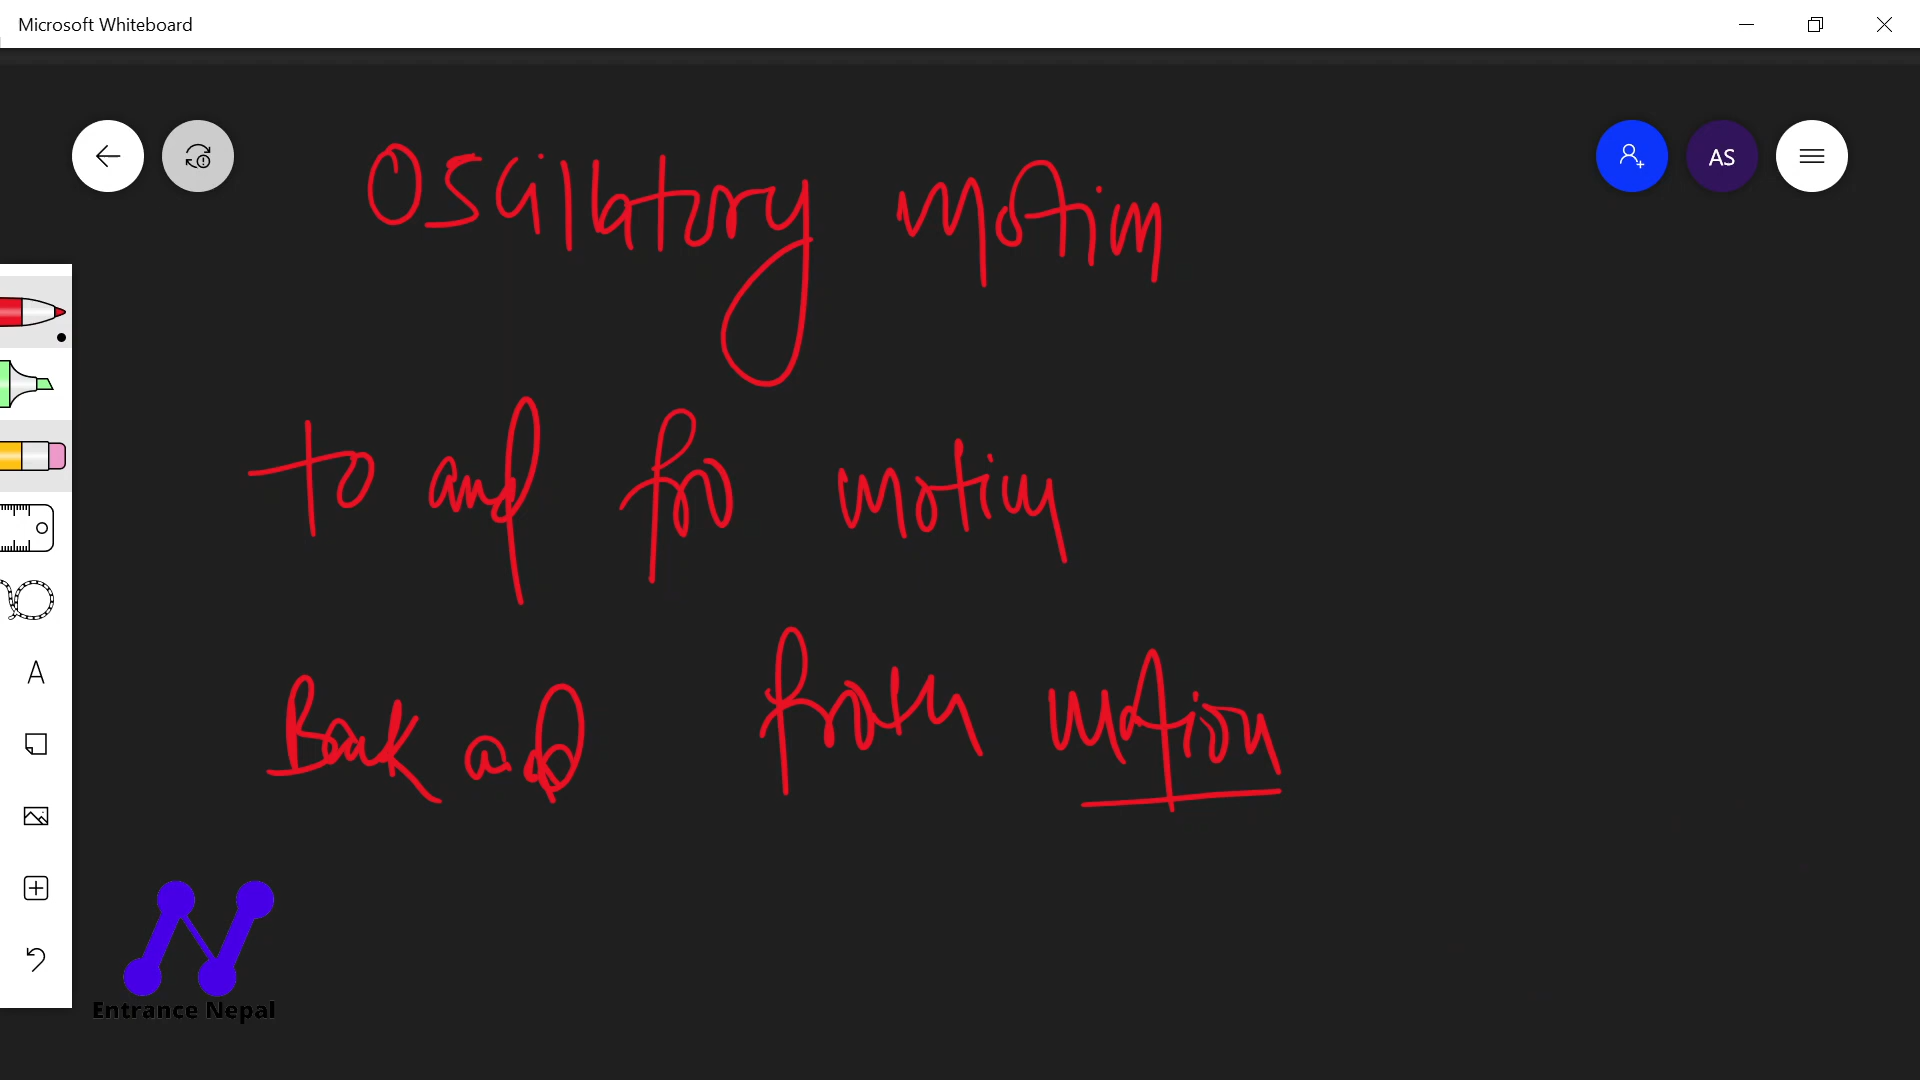 Microsoft Whiteboard
AS
Oscillatory motion
to and fro motion
Back and forth motion
A
Entrance Nepal